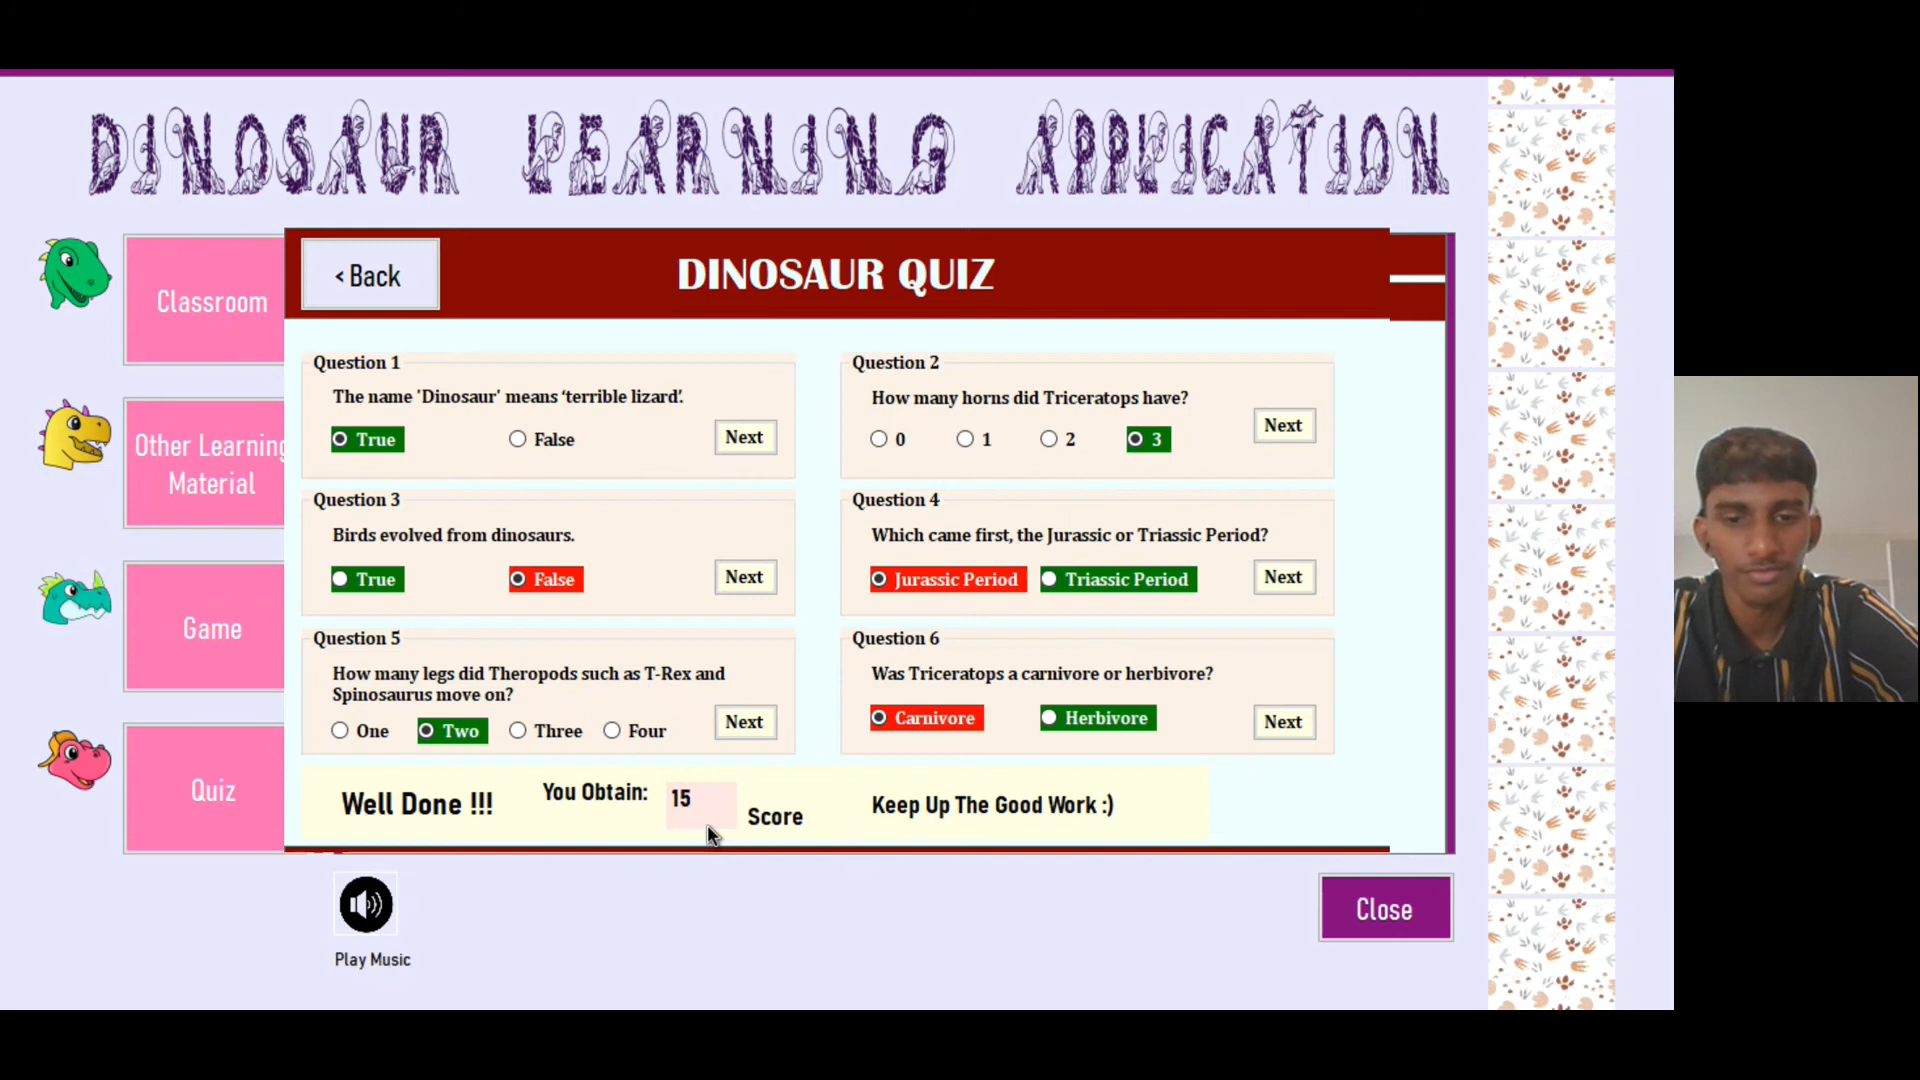 DINOSAUR LEARNING APPLICATION
Classroom
Other Learning
Material
Game
Quiz
< Back
DINOSAUR QUIZ
Question 1
The name 'Dinosaur' means ‘terrible lizard’.
True
False
Next
Question 2
How many horns did Triceratops have?
0
1
2
3
Next
Question 3
Birds evolved from dinosaurs.
True
False
Next
Question 4
Which came first, the Jurassic or Triassic Period?
Jurassic Period
Triassic Period
Next
Question 5
How many legs did Theropods such as T-Rex and
Spinosaurus move on?
One
Two
Three
Four
Next
Question 6
Was Triceratops a carnivore or herbivore?
Carnivore
Herbivore
Next
Well Done !!!
You Obtain:
15
Score
Keep Up The Good Work :)
Play Music
Close